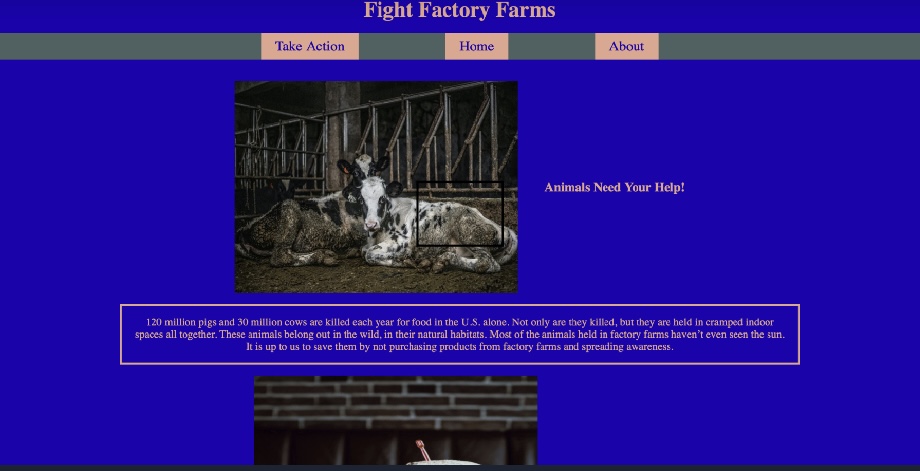 Fight Factory Farms
Take Action
Home
About
Animals Need Your Help!
120 million pigs and 30 million cows are killed each year for food in the U.S. alone. Not only are they killed, but they are held in cramped indoor
spaces all together. These animals belong out in the wild, in their natural habitats. Most of the animals held in factory farms haven't even seen the sun.
It is up to us to save them by not purchasing products from factory farms and spreading awareness.